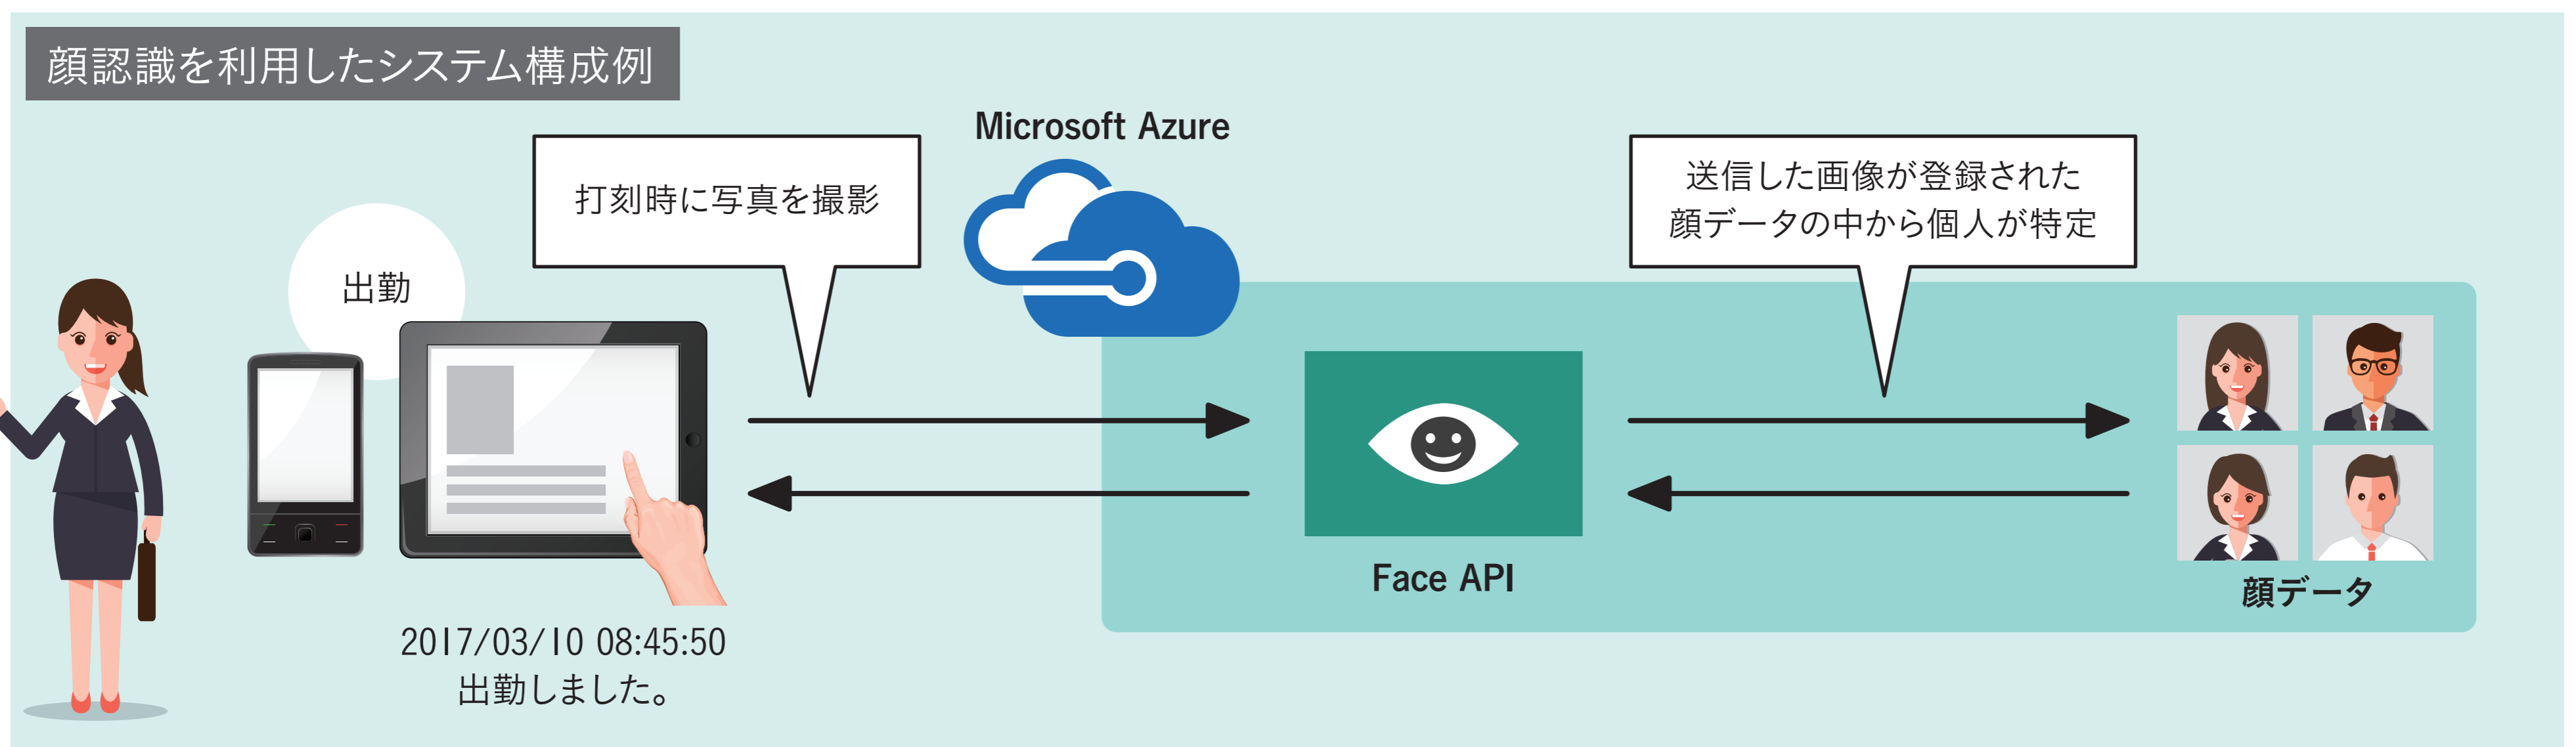 顔認識を利用したシステム構成例
Microsoft Azure
打刻時に写真を撮影
送信した画像が登録された
顔データの中から個人が特定
出勤
Face API
顔データ
2017/03/10 08:45:50
出勤しました。